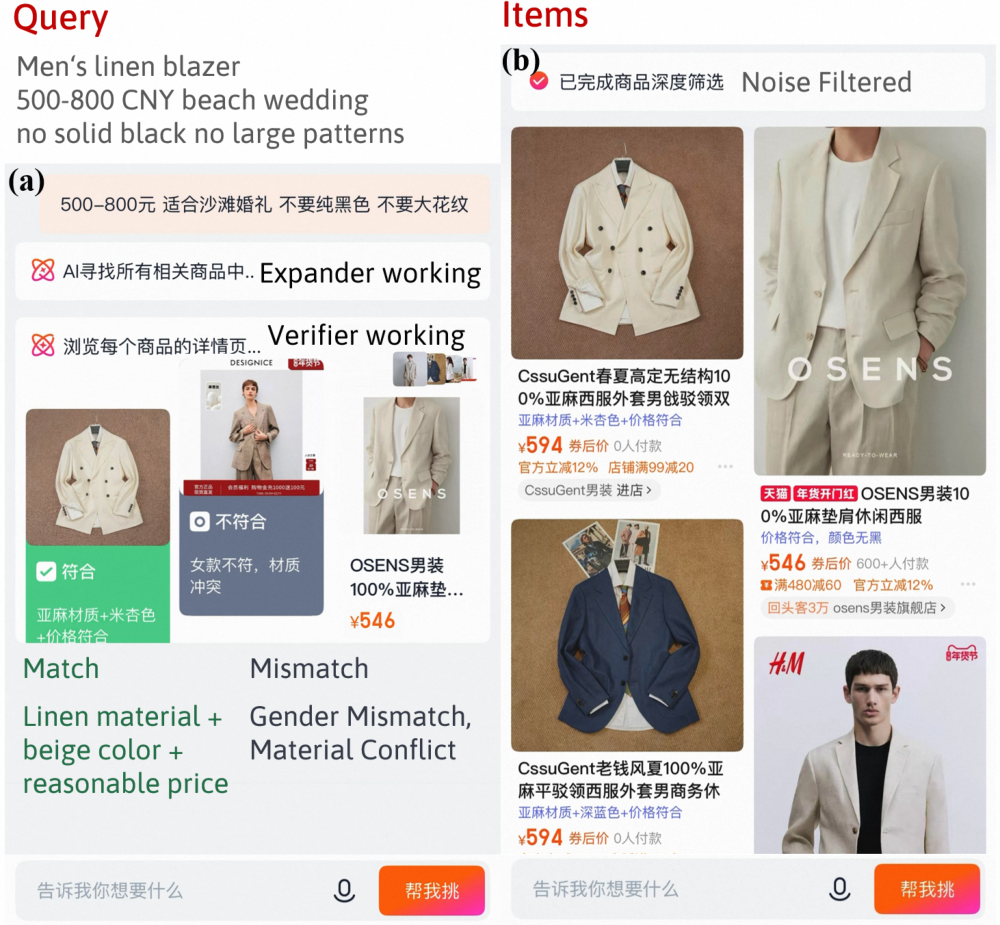 Query
Men‘s linen blazer
500-800 CNY beach wedding
no solid black no large patterns
(a)
500-800元 适合沙滩婚礼 不要纯黑色 不要大花纹
AI寻找所有相关商品中.. Expander working
Verifier working
浏览每个商品的详情页...
DESIGNICE
OSENS
符合
亚麻材质+米杏色
+价格符合
不符合
女款不符，材质
冲突
OSENS男装
100%亚麻垫...
¥546
Match
Mismatch
Linen material +
beige color +
reasonable price
Gender Mismatch,
Material Conflict
告诉我你想要什么
帮我挑
Items
(b)
已完成商品深度筛选 Noise Filtered
CssuGent春夏高定无结构10
0%亚麻西服外套男戗驳领双
亚麻材质+米杏色+价格符合
¥594 券后价 0人付款
官方立减12% 店铺满99减20
CssuGent男装 进店>
CssuGent老钱风夏100%亚
麻平驳领西服外套男商务休
亚麻材质+深蓝色+价格符合
¥594 券后价 0人付款
OSENS
READY-TO-WEAR
天猫 年货开门红 OSENS男装10
0%亚麻垫肩休闲西服
价格符合，颜色无黑
¥546 券后价 600+人付款
满480减60 官方立减12%
回头客3万 osens男装旗舰店>
H&M
年货节
告诉我你想要什么
帮我挑